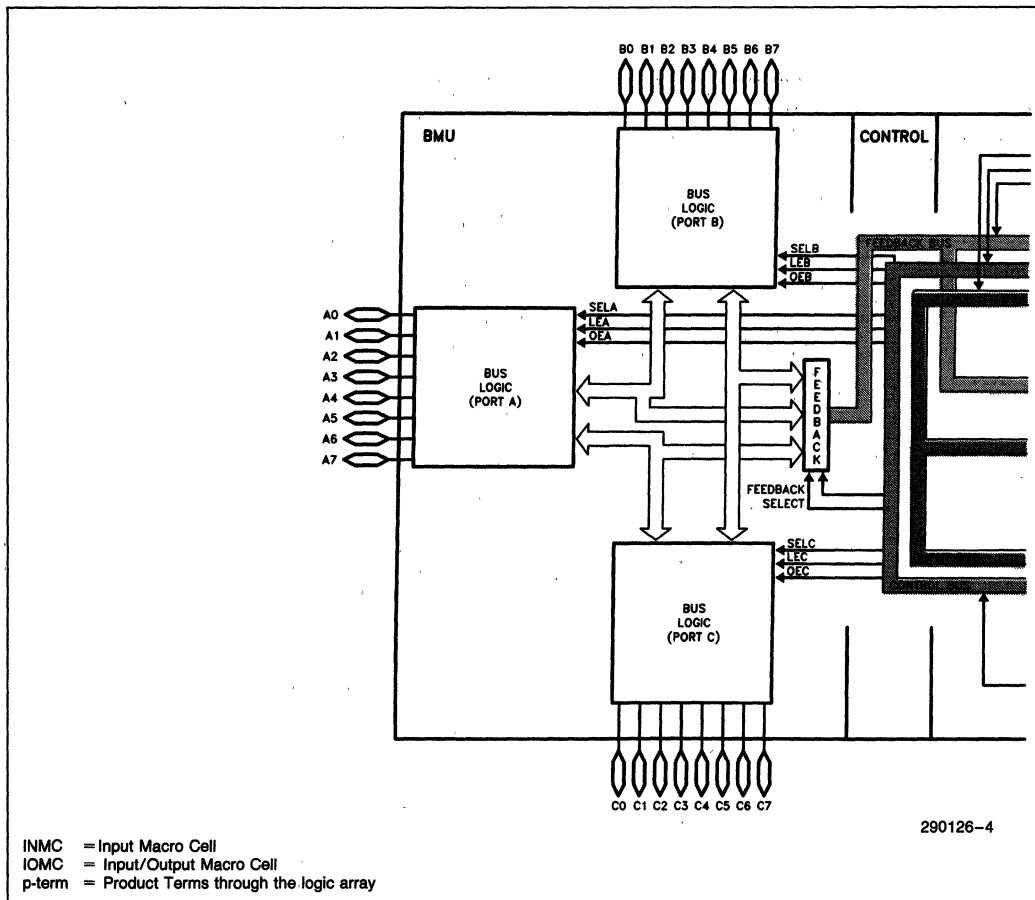 B0 B1 B2 B3 B4 B5 B6 B7
BMU
CONTROL
BUS
LOGIC
(PORT B)
FEEDBACK BUS
SELB
LEB
OEB
A0
A1
A2
A3
A4
A5
A6
A7
SELA
LEA
OEA
BUS
LOGIC
(PORT A)
FEEDBACK
FEEDBACK
SELECT
SELC
LEC
OEC
CONTROL BUS
BUS
LOGIC
(PORT C)
C0 C1 C2 C3 C4 C5 C6 C7
290126-4
INMC = Input Macro Cell
IOMC = Input/Output Macro Cell
p-term = Product Terms through the logic array